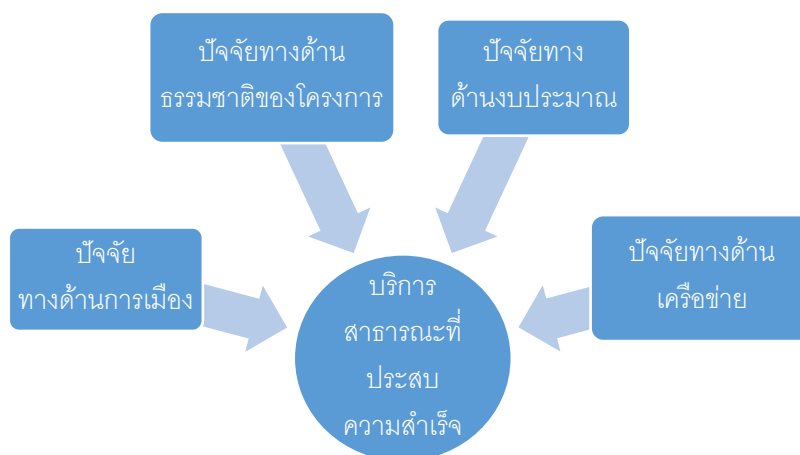 ปัจจัยทางด้าน
ธรรมชาติของโครงการ
ปัจจัยทาง
ด้านงบประมาณ
ปัจจัย
ทางด้านการเมือง
ปัจจัยทางด้าน
เครือข่าย
บริการ
สาธารณะที่
ประสบ
ความสำเร็จ